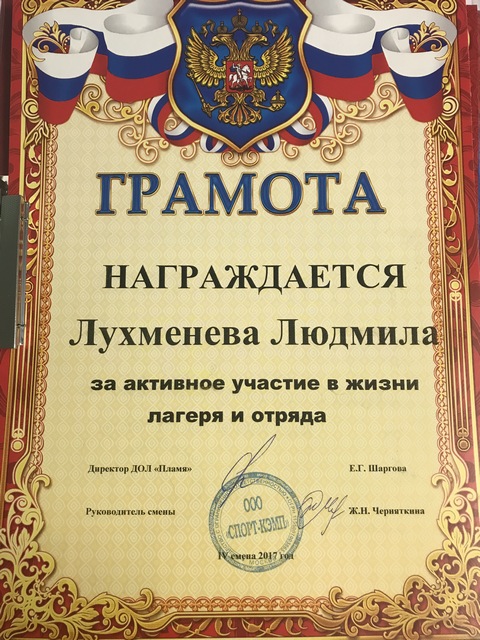 ГРАМОТА
НАГРАЖДАЕТСЯ
Лухменева Людмила
за активное участие в жизни
лагеря и отряда
Директор ДОЛ «Пламя» Е.Г. Шаргова
Руководитель смены Ж.Н. Черняткина
ООО
«СПОРТ-КЭМП»
IV смена 2017 год